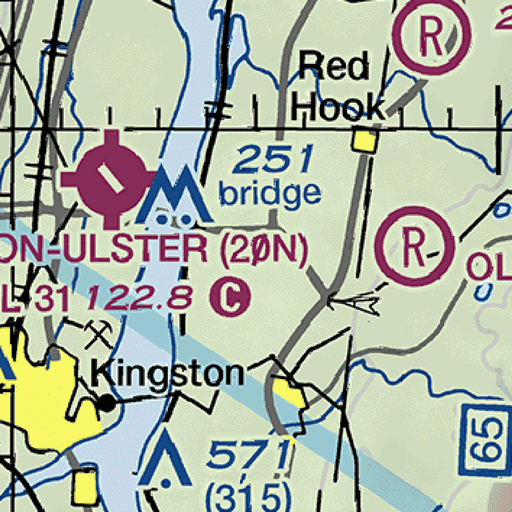 R
Red
Hook
251
bridge
R
ON-ULSTER (2ØN)
OL
L 31 122.8 C
Kingston
571
(315)
65